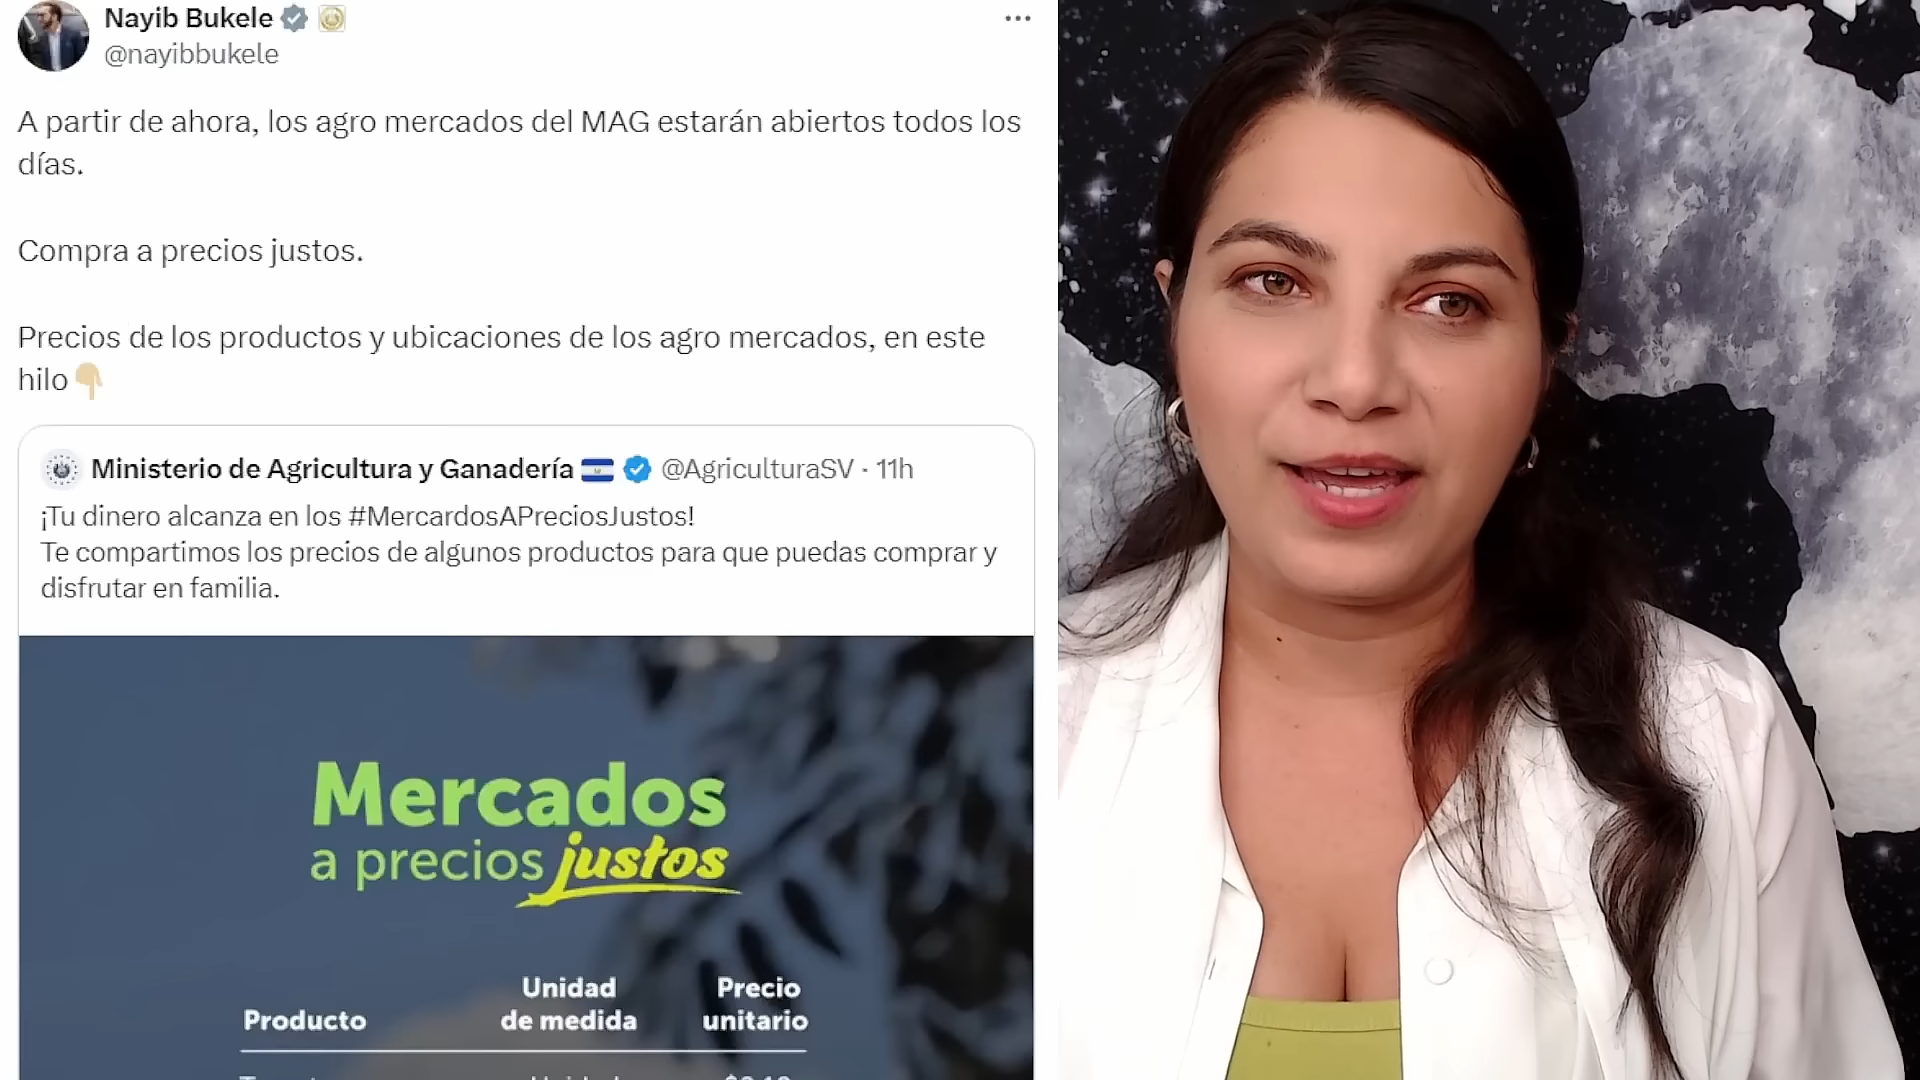 Nayib Bukele
@nayibbukele
A partir de ahora, los agro mercados del MAG estarán abiertos todos los
días.
Compra a precios justos.
Precios de los productos y ubicaciones de los agro mercados, en este
hilo👇🏼
Ministerio de Agricultura y Ganadería 🇸🇻 @AgriculturaSV · 11h
¡Tu dinero alcanza en los #MercardosAPreciosJustos!
Te compartimos los precios de algunos productos para que puedas comprar y
disfrutar en familia.
Mercados
a precios justos
Producto
Unidad
de medida
Precio
unitario